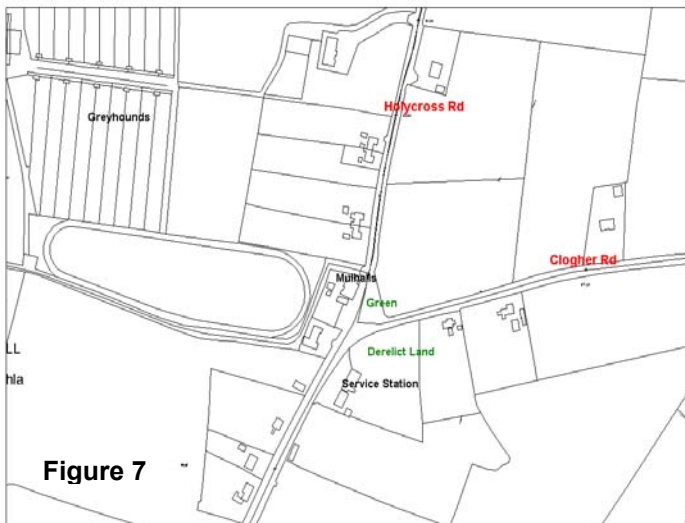 Holycross Rd
Greyhounds
Clogher Rd
Mulhalls
Green
LL
Derelict Land
hla
Service Station
Figure 7